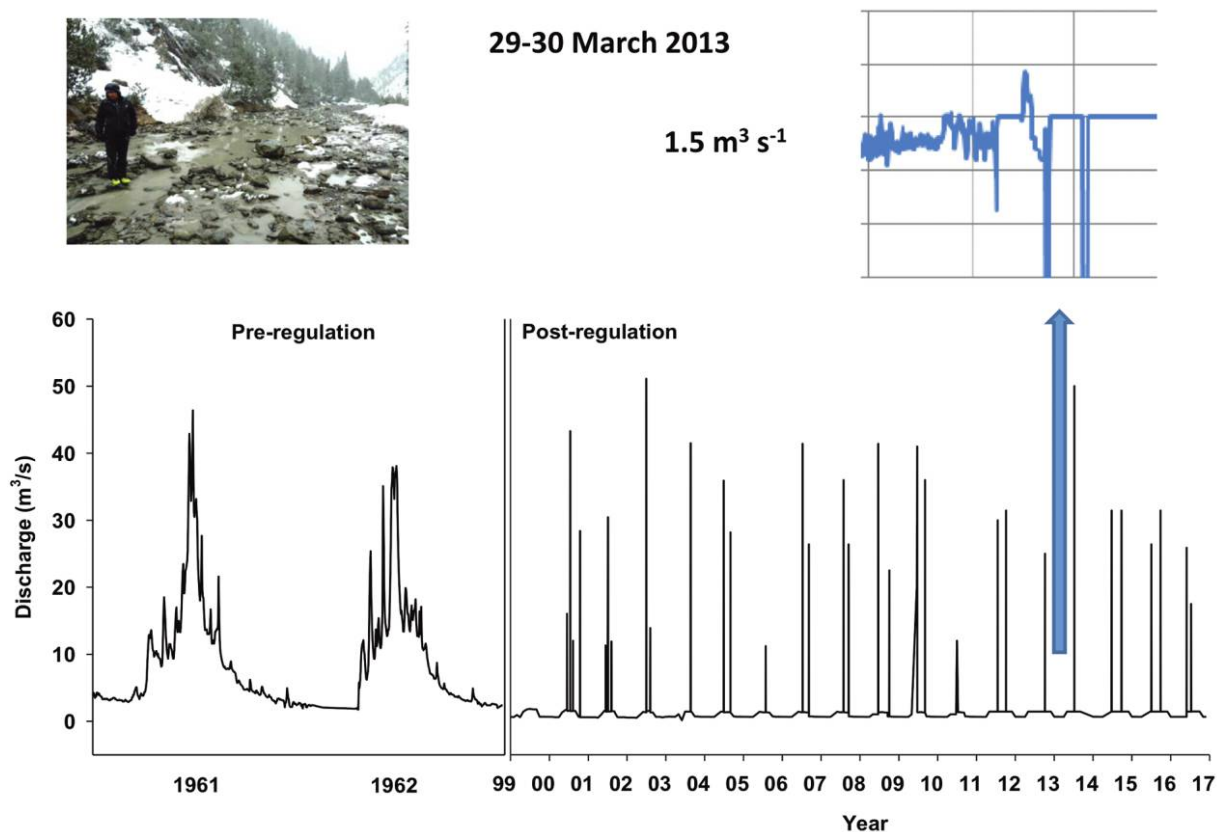 29-30 March 2013
1.5 m³ s⁻¹
Pre-regulation
Post-regulation
Discharge (m³/s)
60
50
40
30
20
10
0
1961 1962 99 00 01 02 03 04 05 06 07 08 09 10 11 12 13 14 15 16 17
Year